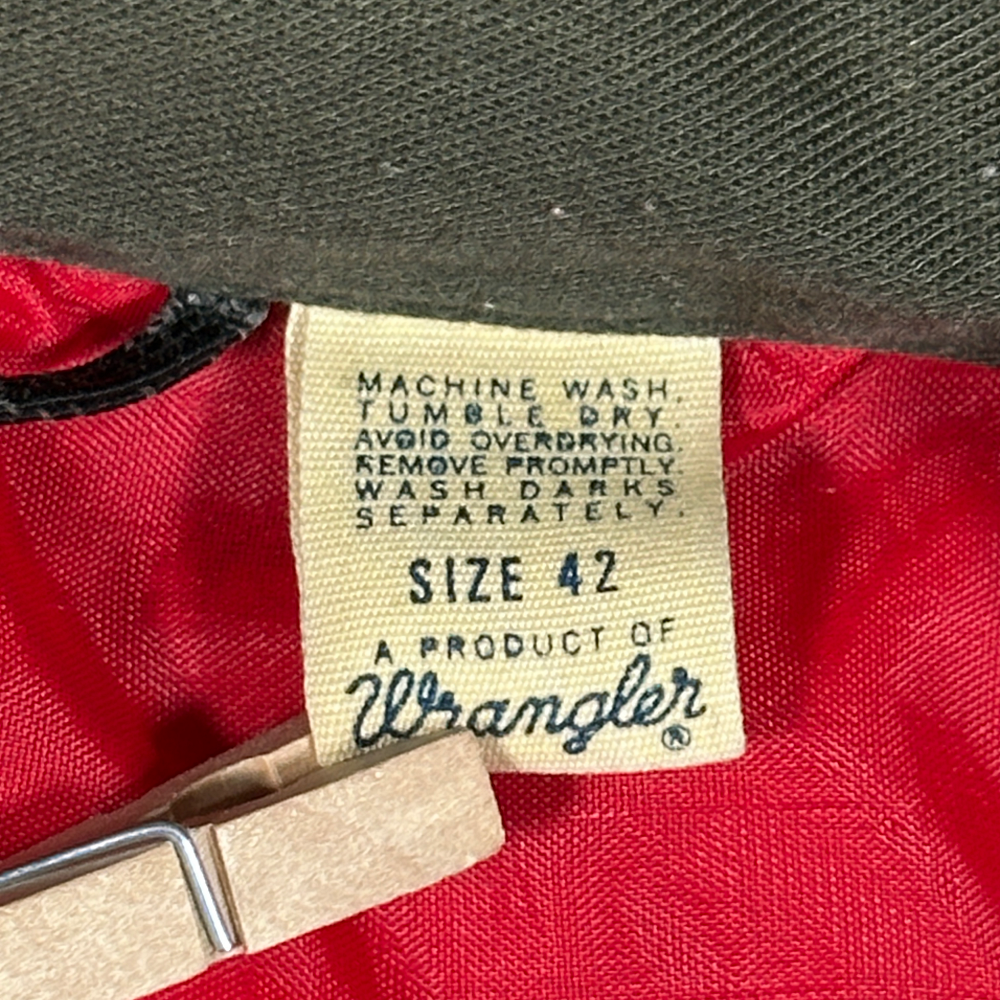 MACHINE WASH.
TUMBLE DRY.
AVOID OVERDRYING.
REMOVE PROMPTLY.
WASH DARKS
SEPARATELY.
SIZE 42
A PRODUCT OF
Wrangler®